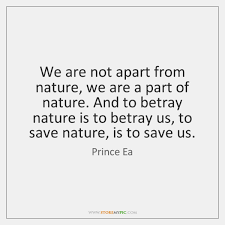 We are not apart from
nature, we are a part of
nature. And to betray
nature is to betray us, to
save nature, is to save us.
Prince Ea